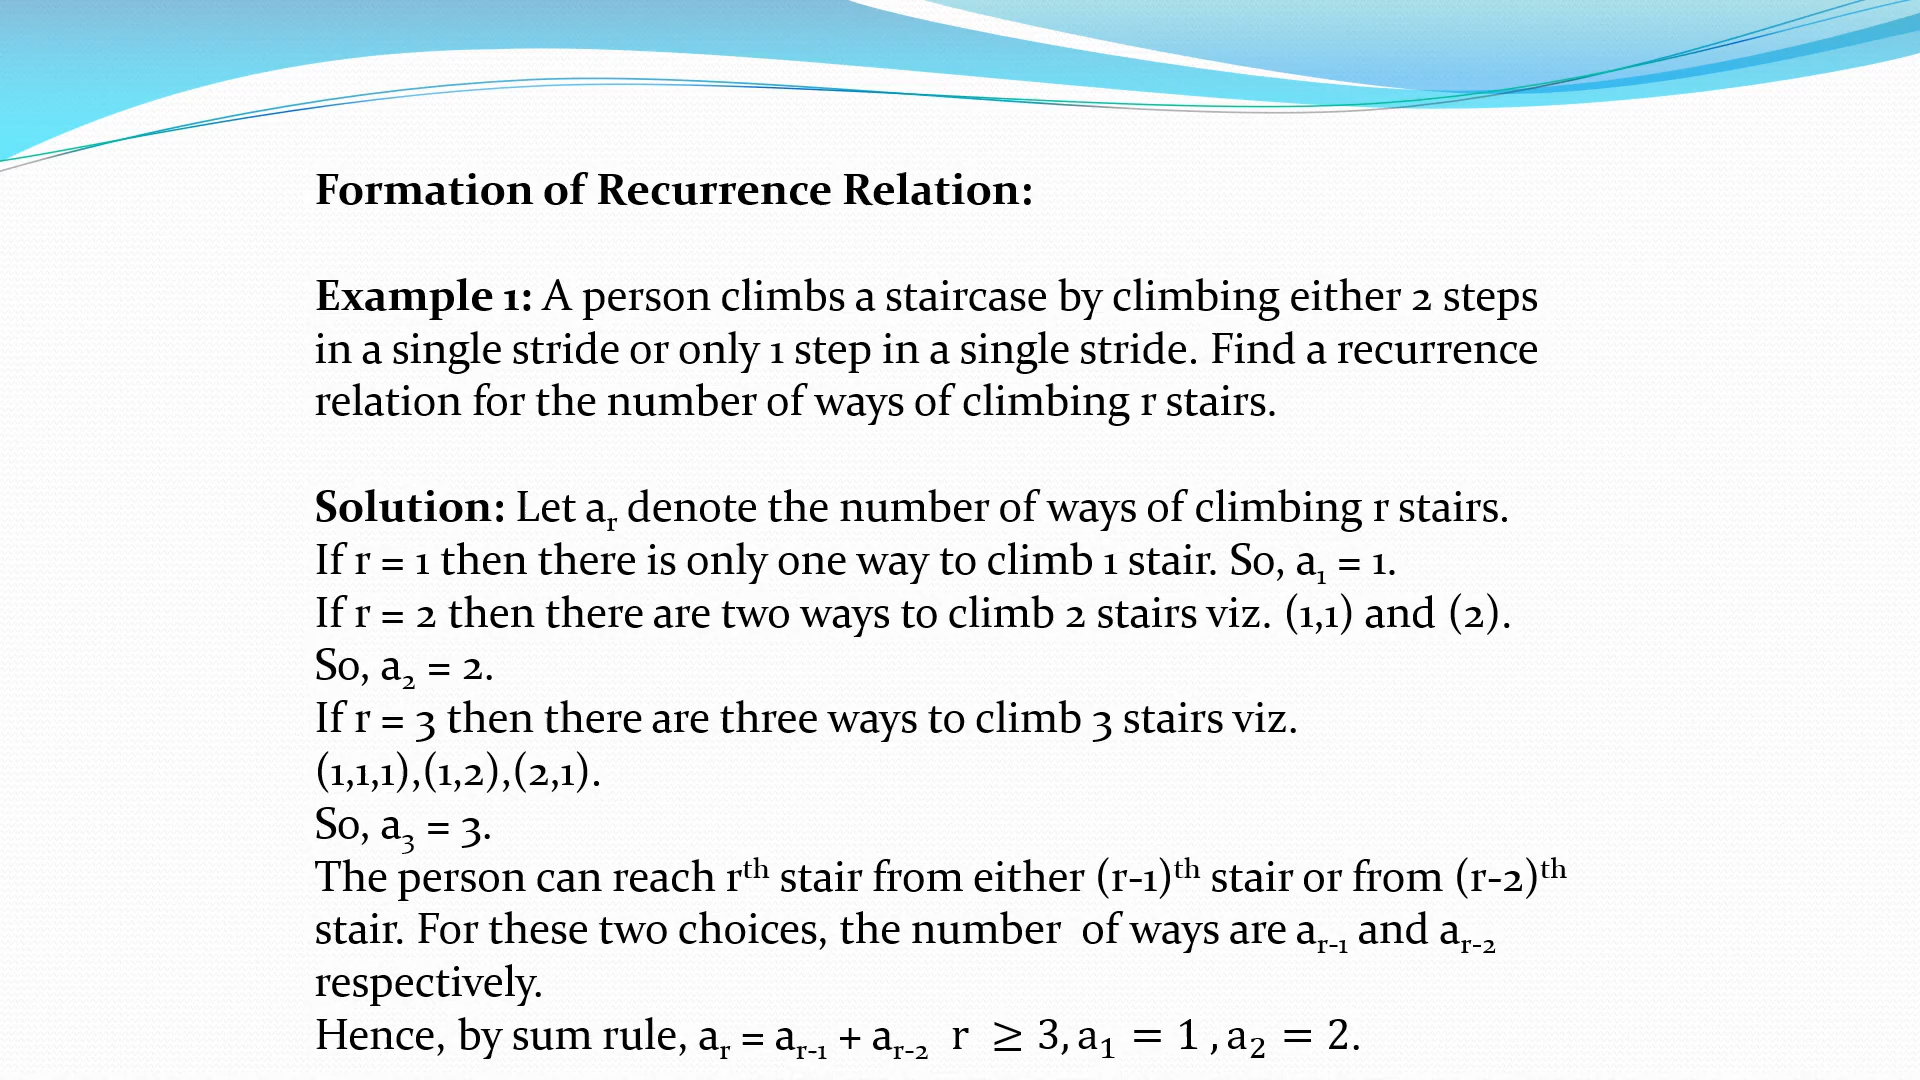 Formation of Recurrence Relation:
Example 1: A person climbs a staircase by climbing either 2 steps
in a single stride or only 1 step in a single stride. Find a recurrence
relation for the number of ways of climbing r stairs.
Solution: Let aᵣ denote the number of ways of climbing r stairs.
If r = 1 then there is only one way to climb 1 stair. So, a₁ = 1.
If r = 2 then there are two ways to climb 2 stairs viz. (1,1) and (2).
So, a₂ = 2.
If r = 3 then there are three ways to climb 3 stairs viz.
(1,1,1),(1,2),(2,1).
So, a₃ = 3.
The person can reach rᵗʰ stair from either (r-1)ᵗʰ stair or from (r-2)ᵗʰ
stair. For these two choices, the number of ways are aᵣ₋₁ and aᵣ₋₂
respectively.
Hence, by sum rule, aᵣ = aᵣ₋₁ + aᵣ₋₂ r ≥ 3, a₁ = 1 , a₂ = 2.